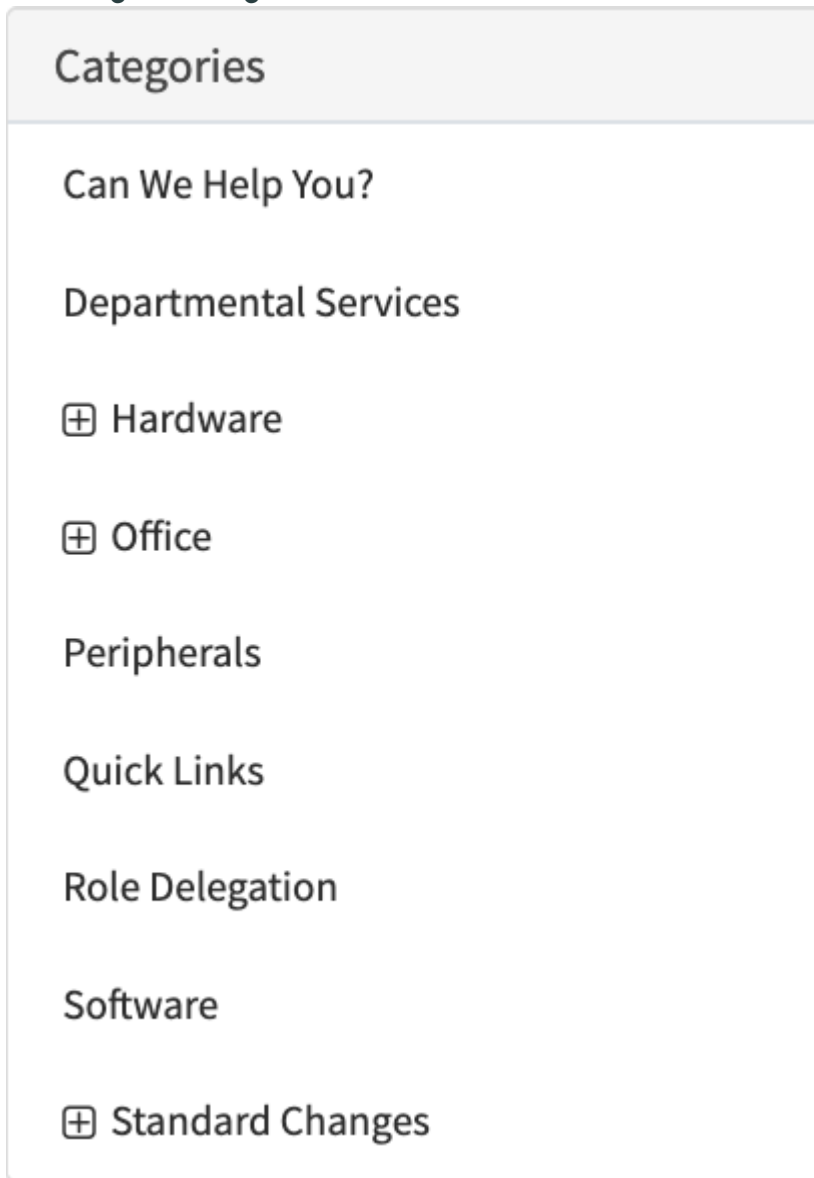 Categories
Can We Help You?
Departmental Services
Hardware
Office
Peripherals
Quick Links
Role Delegation
Software
Standard Changes